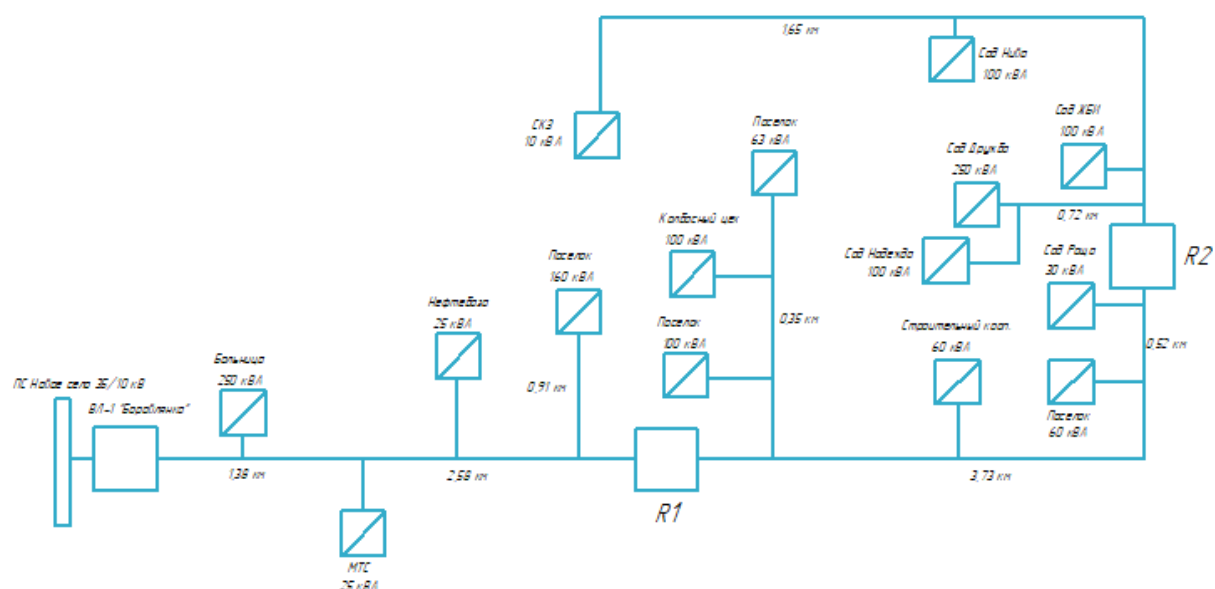 1,65 км
Сад Нива
100 кВА
СКЗ
10 кВА
Поселок
63 кВА
Сад ЖБИ
100 кВА
Сад Дружба
250 кВА
0,72 км
Колбасный цех
100 кВА
Сад Надежда
100 кВА
R2
Сад Роща
30 кВА
Поселок
160 кВА
Нефтебаза
25 кВА
0,35 км
Поселок
100 кВА
Строительный кооп.
60 кВА
0,52 км
Больница
250 кВА
ПС Новое село 35/10 кВ
ВЛ-1 "Боровлянка"
0,91 км
Поселок
60 кВА
1,38 км
2,58 км
3,73 км
R1
МТС
25 кВА